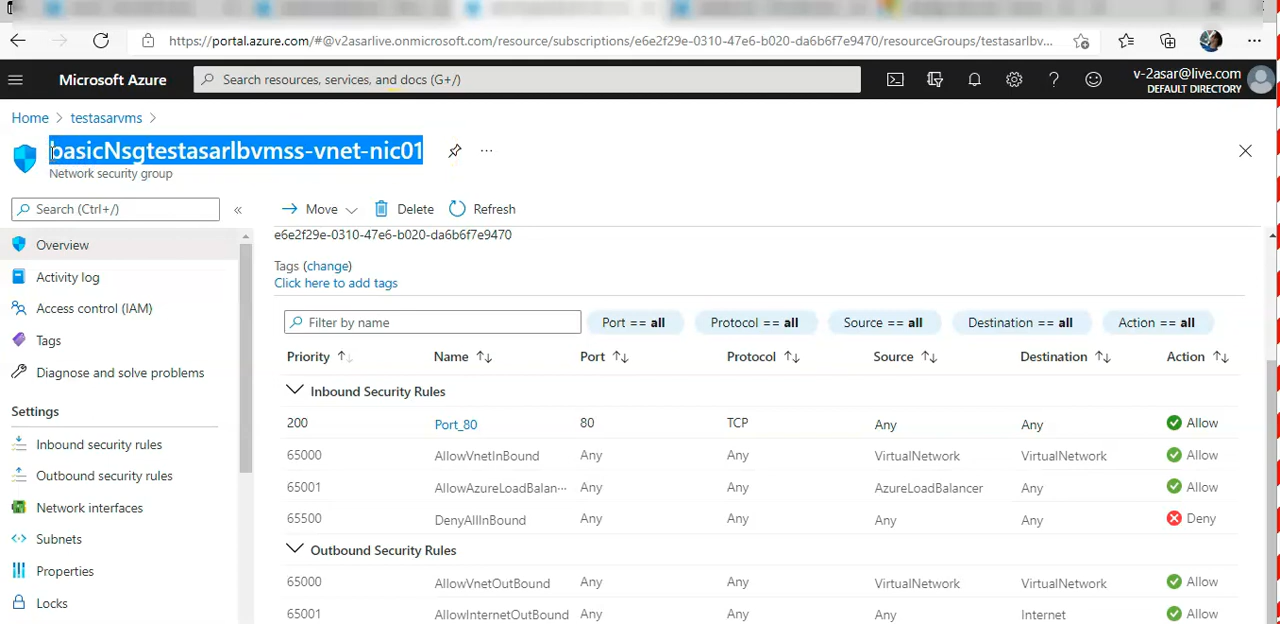 https://portal.azure.com/#@v2asarlive.onmicrosoft.com/resource/subscriptions/e6e2f29e-0310-47e6-b020-da6b6f7e9470/resourceGroups/testasarlbv...
Microsoft Azure
Search resources, services, and docs (G+/)
v-2asar@live.com
DEFAULT DIRECTORY
Home > testasarvms >
basicNsgtestasarlbvmss-vnet-nic01
Network security group
Search (Ctrl+/)
«
Move
Delete
Refresh
e6e2f29e-0310-47e6-b020-da6b6f7e9470
Tags (change)
Click here to add tags
Overview
Activity log
Access control (IAM)
Tags
Diagnose and solve problems
Settings
Inbound security rules
Outbound security rules
Network interfaces
Subnets
Properties
Locks
Filter by name
Port == all
Protocol == all
Source == all
Destination == all
Action == all
Priority Name Port Protocol Source Destination Action
Inbound Security Rules
200 Port_80 80 TCP Any Any Allow
65000 AllowVnetInBound Any Any VirtualNetwork VirtualNetwork Allow
65001 AllowAzureLoadBalan··· Any Any AzureLoadBalancer Any Allow
65500 DenyAllInBound Any Any Any Any Deny
Outbound Security Rules
65000 AllowVnetOutBound Any Any VirtualNetwork VirtualNetwork Allow
65001 AllowInternetOutBound Any Any Any Internet Allow